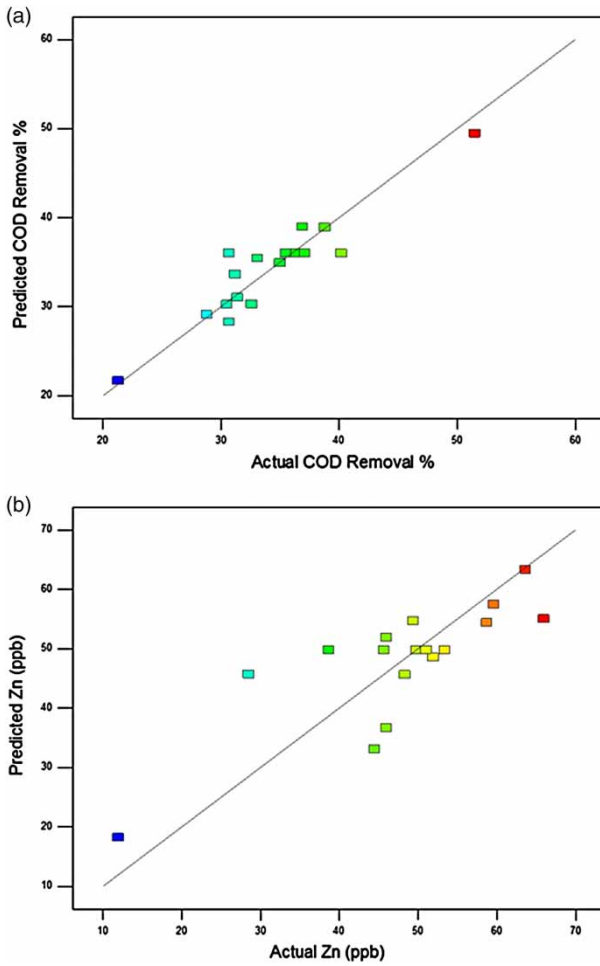 (a)
60
50
40
30
20
Predicted COD Removal %
20 30 40 50 60
Actual COD Removal %
(b)
70
60
50
40
30
20
10
Predicted Zn (ppb)
10 20 30 40 50 60 70
Actual Zn (ppb)